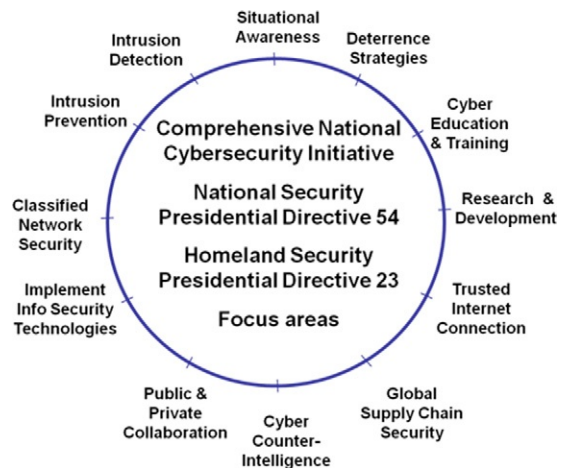 Situational
Awareness
Deterrence
Strategies
Cyber
Education
& Training
Research &
Development
Trusted
Internet
Connection
Global
Supply Chain
Security
Cyber
Counter-
Intelligence
Public &
Private
Collaboration
Implement
Info Security
Technologies
Classified
Network
Security
Intrusion
Prevention
Intrusion
Detection
Comprehensive National
Cybersecurity Initiative
National Security
Presidential Directive 54
Homeland Security
Presidential Directive 23
Focus areas